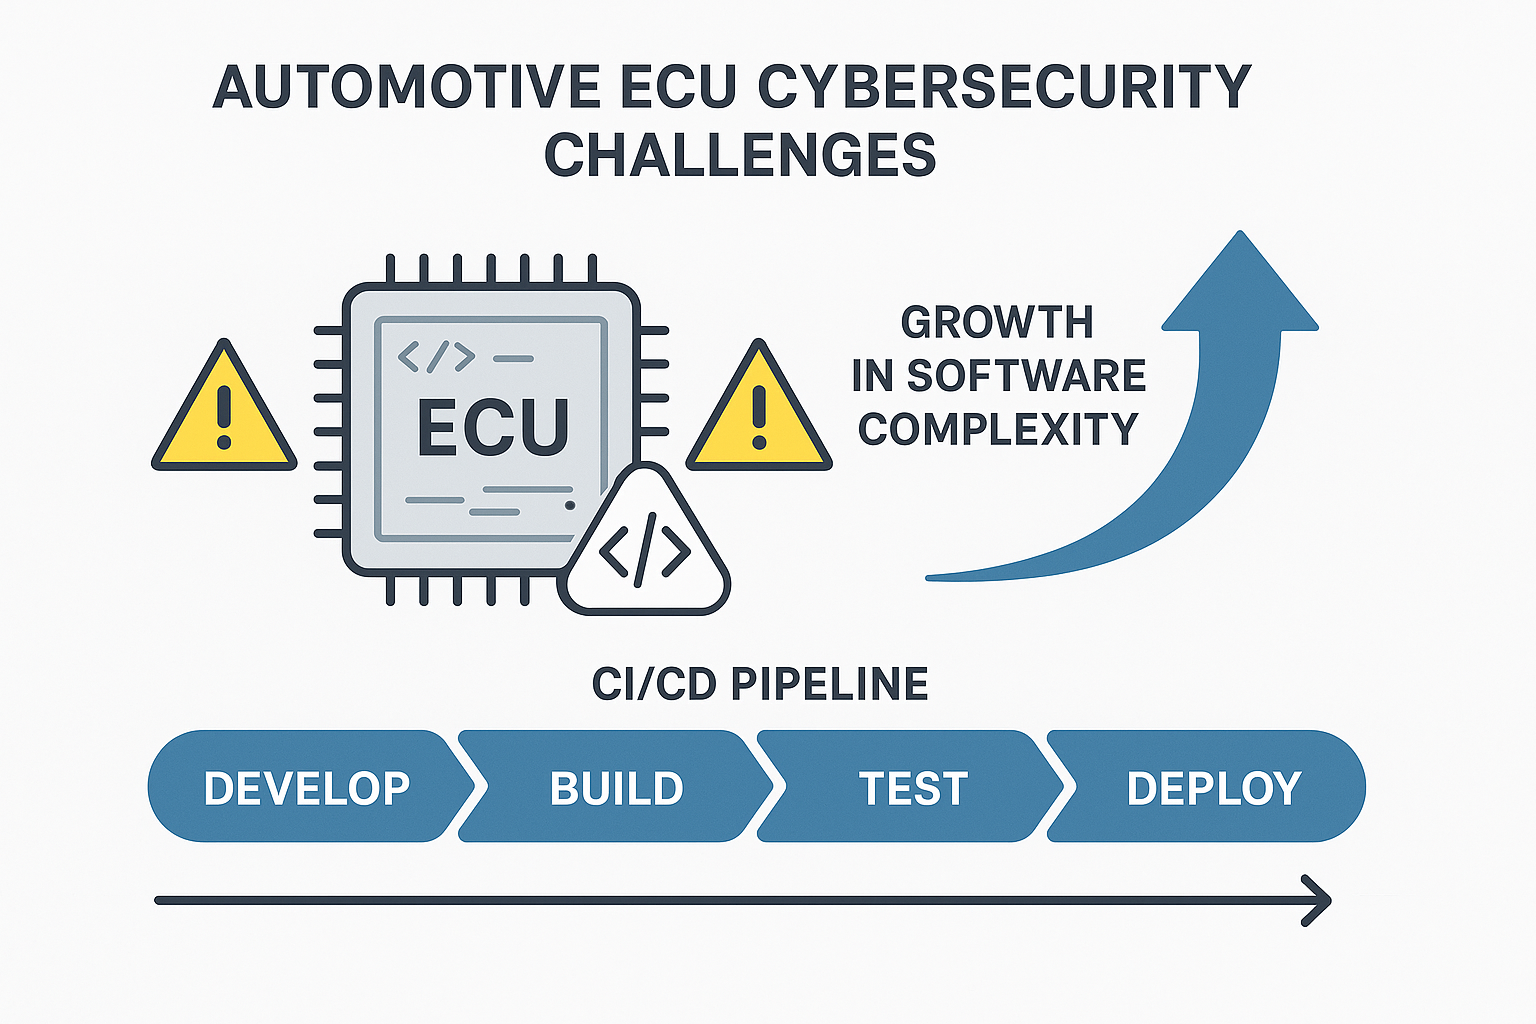 AUTOMOTIVE ECU CYBERSECURITY
CHALLENGES
</> —
ECU
</>
GROWTH
IN SOFTWARE
COMPLEXITY
CI/CD PIPELINE
DEVELOP
BUILD
TEST
DEPLOY